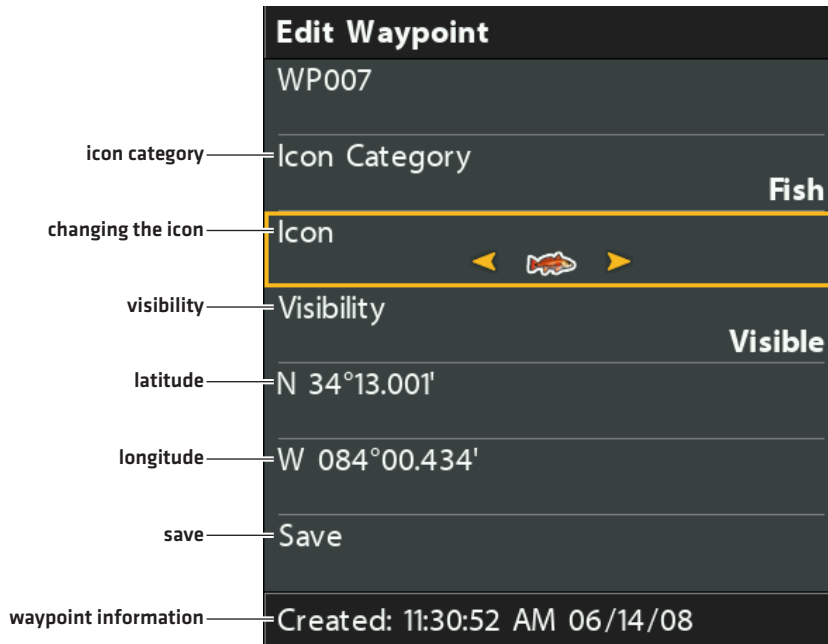 Edit Waypoint
WP007
icon category
Icon Category
Fish
changing the icon
Icon
visibility
Visibility
Visible
latitude
N 34°13.001'
longitude
W 084°00.434'
save
Save
waypoint information
Created: 11:30:52 AM 06/14/08